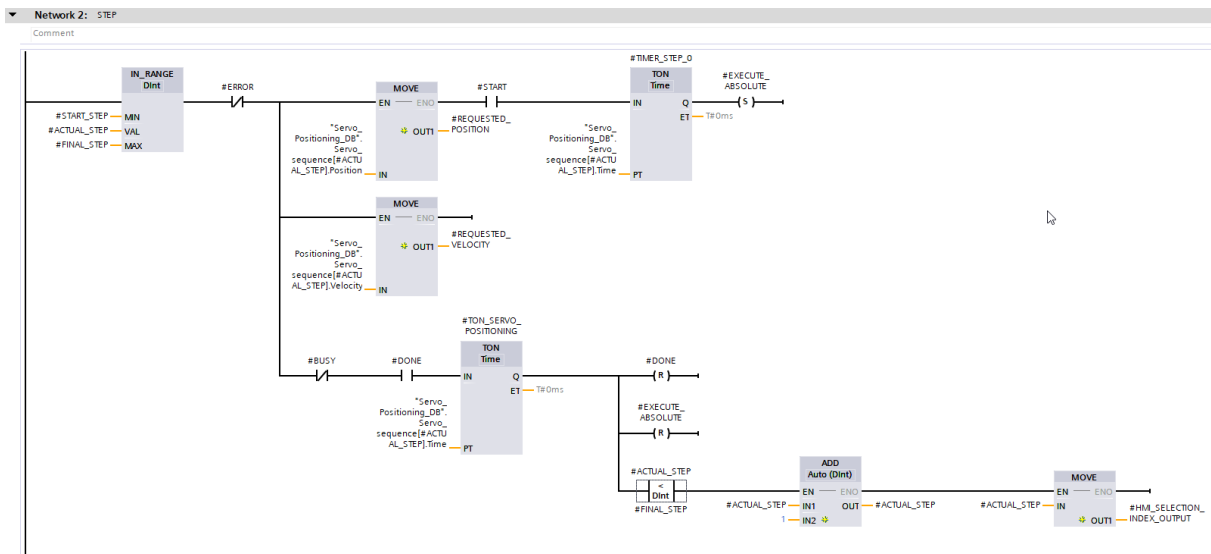 Network 2: STEP
Comment
#TIMER_STEP_0
IN_RANGE
DInt
#ERROR
MOVE
#START
TON
Time
#EXECUTE_
ABSOLUTE
EN
ENO
IN
Q
S
#START_STEP
MIN
#REQUESTED_
POSITION
OUT1
ET
T#0ms
#ACTUAL_STEP
VAL
#FINAL_STEP
MAX
"Servo_
Positioning_DB".
Servo_
sequence[#ACTU
AL_STEP].Position
IN
"Servo_
Positioning_DB".
Servo_
sequence[#ACTU
AL_STEP].Time
PT
MOVE
EN
ENO
#REQUESTED_
VELOCITY
OUT1
"Servo_
Positioning_DB".
Servo_
sequence[#ACTU
AL_STEP].Velocity
IN
#TON_SERVO_
POSITIONING
#BUSY
#DONE
TON
Time
#DONE
IN
Q
R
ET
T#0ms
"Servo_
Positioning_DB".
Servo_
sequence[#ACTU
AL_STEP].Time
PT
#EXECUTE_
ABSOLUTE
R
#ACTUAL_STEP
<
DInt
#FINAL_STEP
ADD
Auto (DInt)
EN
ENO
#ACTUAL_STEP
IN1
OUT
#ACTUAL_STEP
1
IN2
MOVE
EN
ENO
#ACTUAL_STEP
IN
OUT1
#HMI_SELECTION_
INDEX_OUTPUT